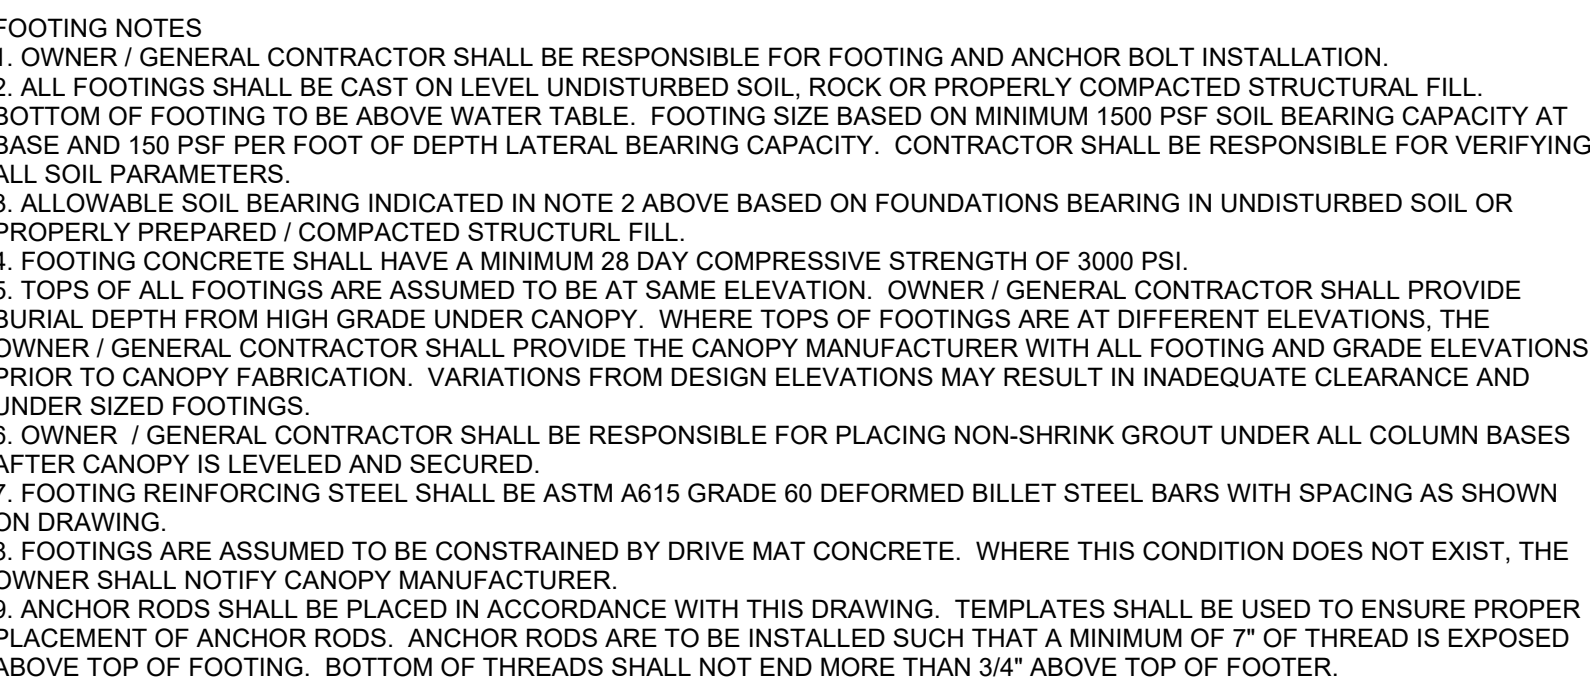 FOOTING NOTES
1. OWNER / GENERAL CONTRACTOR SHALL BE RESPONSIBLE FOR FOOTING AND ANCHOR BOLT INSTALLATION.
2. ALL FOOTINGS SHALL BE CAST ON LEVEL UNDISTURBED SOIL, ROCK OR PROPERLY COMPACTED STRUCTURAL FILL.
BOTTOM OF FOOTING TO BE ABOVE WATER TABLE. FOOTING SIZE BASED ON MINIMUM 1500 PSF SOIL BEARING CAPACITY AT
BASE AND 150 PSF PER FOOT OF DEPTH LATERAL BEARING CAPACITY. CONTRACTOR SHALL BE RESPONSIBLE FOR VERIFYING
ALL SOIL PARAMETERS.
3. ALLOWABLE SOIL BEARING INDICATED IN NOTE 2 ABOVE BASED ON FOUNDATIONS BEARING IN UNDISTURBED SOIL OR
PROPERLY PREPARED / COMPACTED STRUCTURL FILL.
4. FOOTING CONCRETE SHALL HAVE A MINIMUM 28 DAY COMPRESSIVE STRENGTH OF 3000 PSI.
5. TOPS OF ALL FOOTINGS ARE ASSUMED TO BE AT SAME ELEVATION. OWNER / GENERAL CONTRACTOR SHALL PROVIDE
BURIAL DEPTH FROM HIGH GRADE UNDER CANOPY. WHERE TOPS OF FOOTINGS ARE AT DIFFERENT ELEVATIONS, THE
OWNER / GENERAL CONTRACTOR SHALL PROVIDE THE CANOPY MANUFACTURER WITH ALL FOOTING AND GRADE ELEVATIONS
PRIOR TO CANOPY FABRICATION. VARIATIONS FROM DESIGN ELEVATIONS MAY RESULT IN INADEQUATE CLEARANCE AND
UNDER SIZED FOOTINGS.
6. OWNER / GENERAL CONTRACTOR SHALL BE RESPONSIBLE FOR PLACING NON-SHRINK GROUT UNDER ALL COLUMN BASES
AFTER CANOPY IS LEVELED AND SECURED.
7. FOOTING REINFORCING STEEL SHALL BE ASTM A615 GRADE 60 DEFORMED BILLET STEEL BARS WITH SPACING AS SHOWN
ON DRAWING.
8. FOOTINGS ARE ASSUMED TO BE CONSTRAINED BY DRIVE MAT CONCRETE. WHERE THIS CONDITION DOES NOT EXIST, THE
OWNER SHALL NOTIFY CANOPY MANUFACTURER.
9. ANCHOR RODS SHALL BE PLACED IN ACCORDANCE WITH THIS DRAWING. TEMPLATES SHALL BE USED TO ENSURE PROPER
PLACEMENT OF ANCHOR RODS. ANCHOR RODS ARE TO BE INSTALLED SUCH THAT A MINIMUM OF 7" OF THREAD IS EXPOSED
ABOVE TOP OF FOOTING. BOTTOM OF THREADS SHALL NOT END MORE THAN 3/4" ABOVE TOP OF FOOTER.